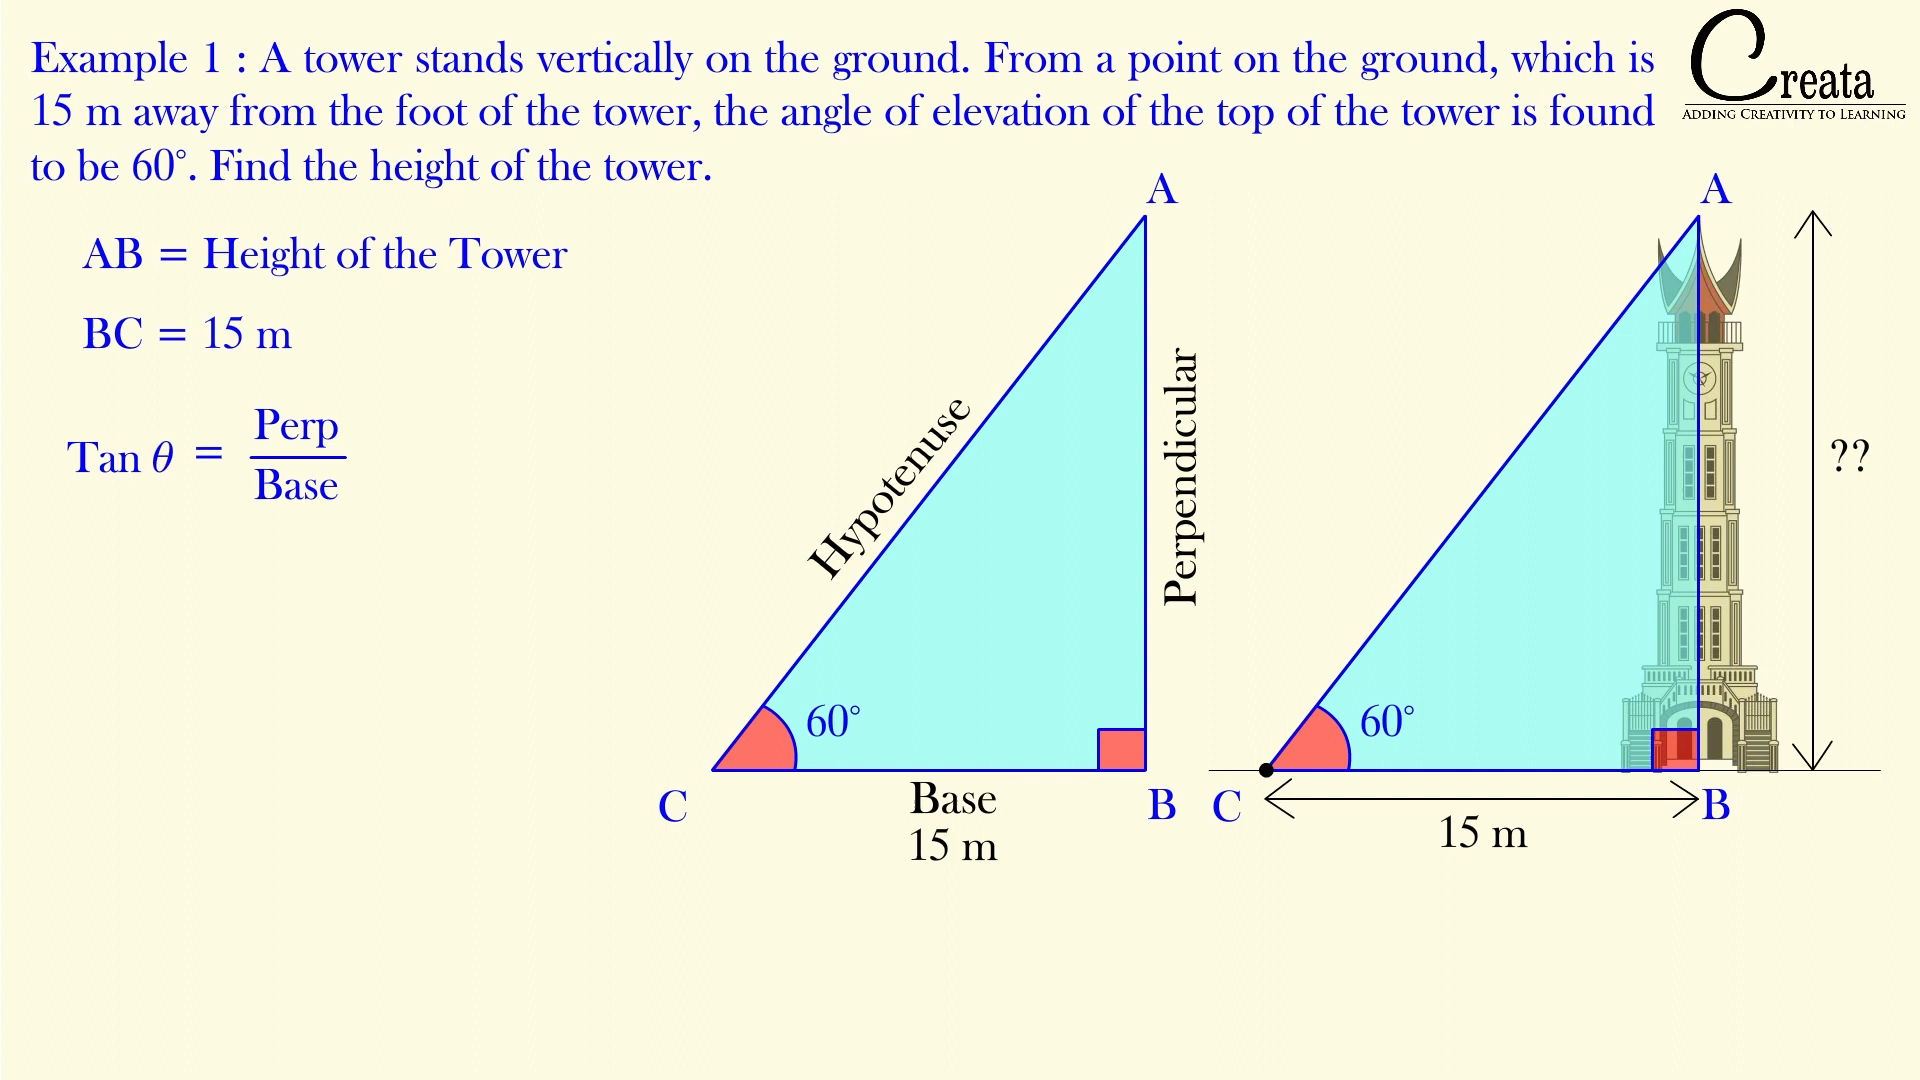 Example 1 : A tower stands vertically on the ground. From a point on the ground, which is
15 m away from the foot of the tower, the angle of elevation of the top of the tower is found
to be 60°. Find the height of the tower.
Creata
ADDING CREATIVITY TO LEARNING
AB = Height of the Tower
BC = 15 m
Tan θ = Perp
Base
A
Hypotenuse
Perpendicular
60°
C
Base
B
15 m
A
??
60°
C
B
15 m